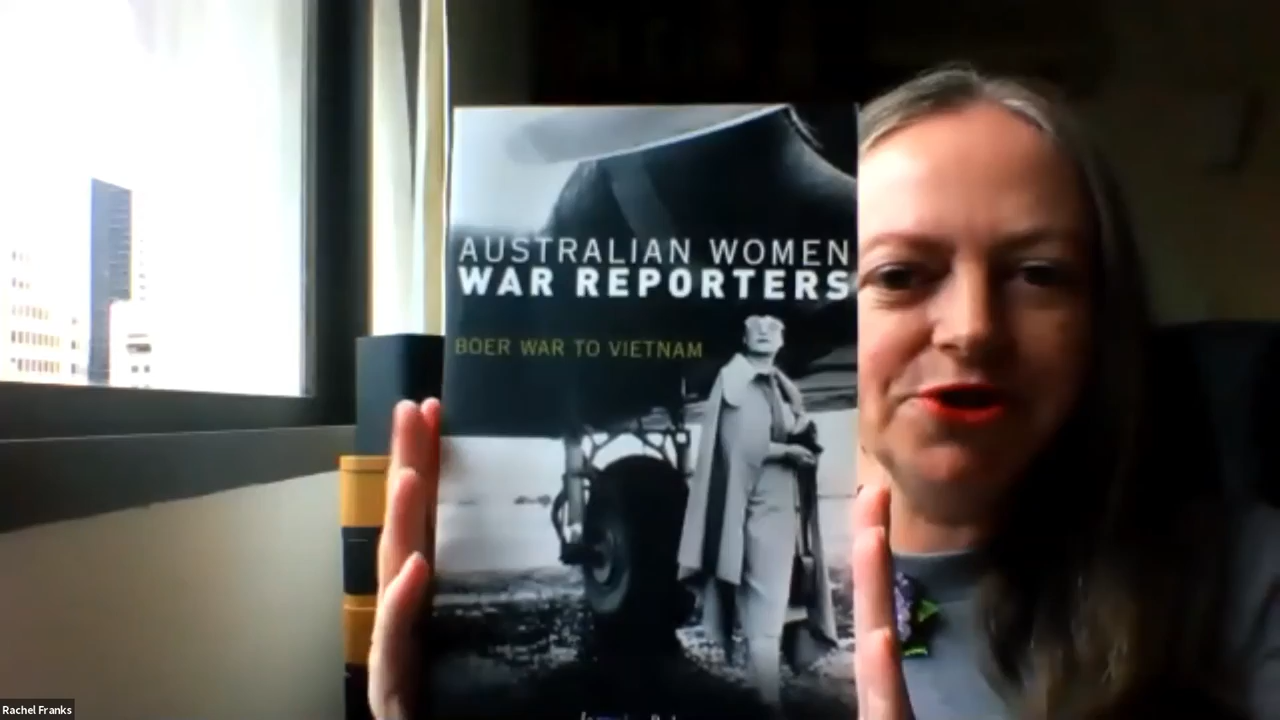 AUSTRALIAN WOMEN
WAR REPORTERS
BOER WAR TO VIETNAM
Rachel Franks